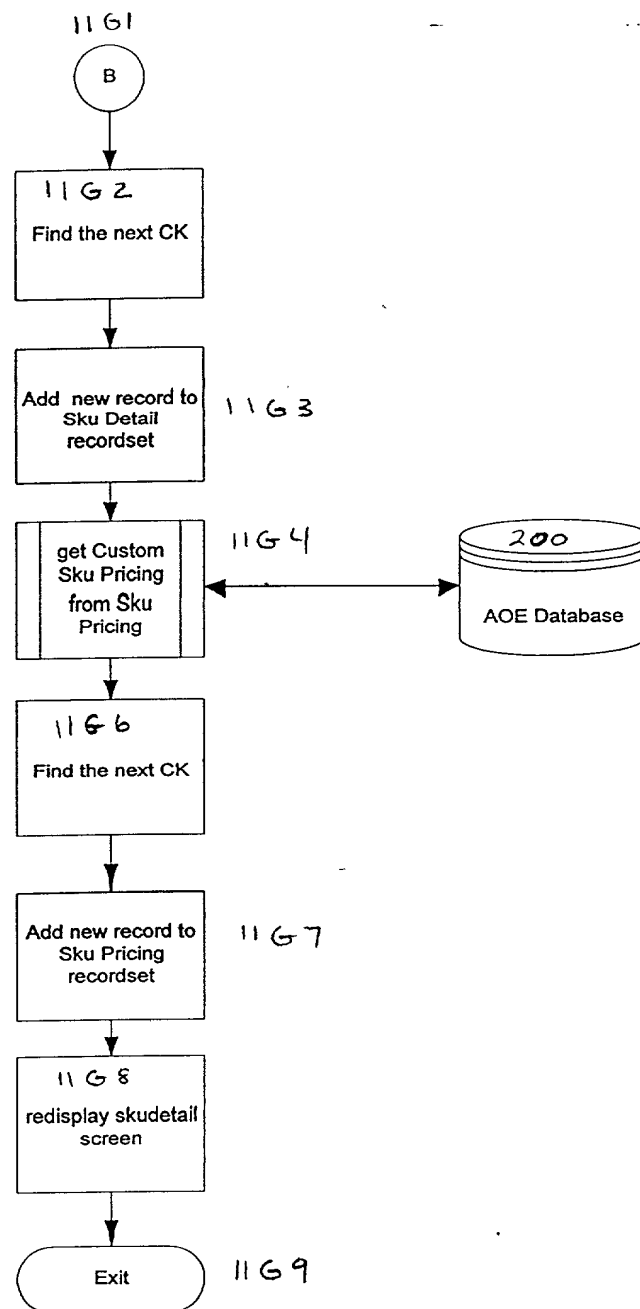 11G1
B
11G2
Find the next CK
Add new record to
Sku Detail
recordset
11G3
get Custom
Sku Pricing
from Sku
Pricing
11G4
200
AOE Database
11G6
Find the next CK
Add new record to
Sku Pricing
recordset
11G7
11G8
redisplay skudetail
screen
Exit
11G9